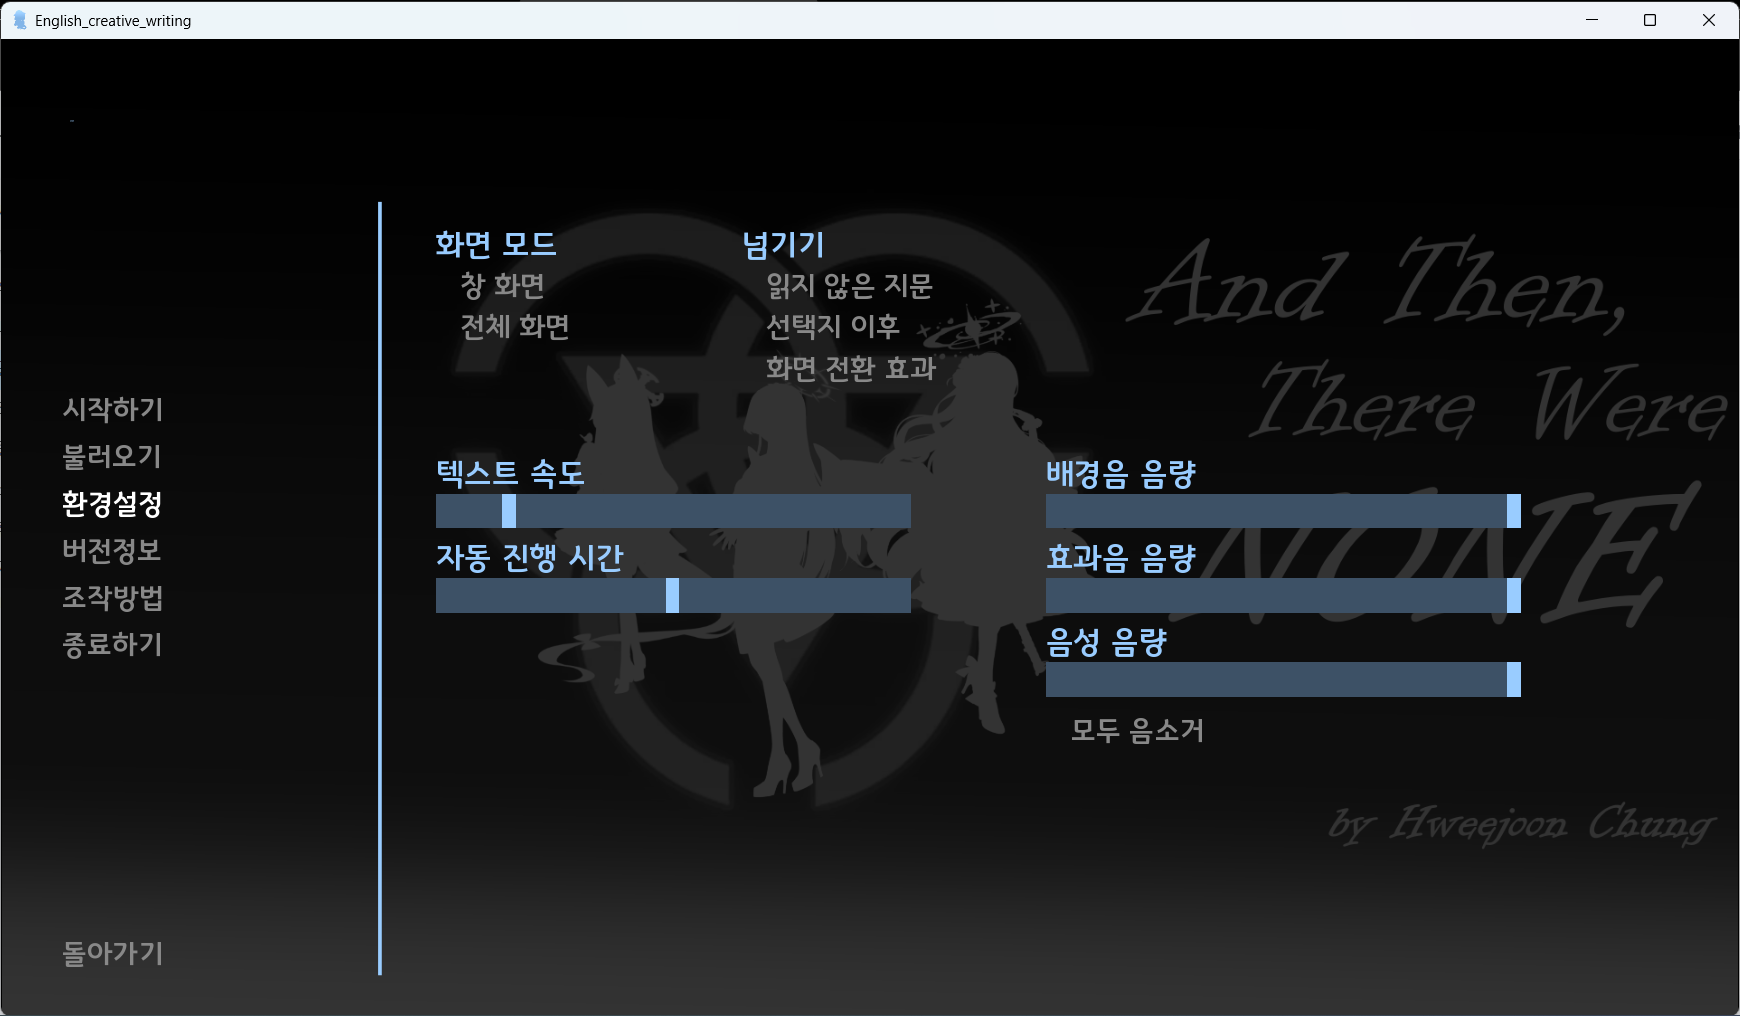 English_creative_writing
시작하기
불러오기
환경설정
버전정보
조작방법
종료하기
돌아가기
화면 모드
창 화면
전체 화면
넘기기
읽지 않은 지문
선택지 이후
화면 전환 효과
텍스트 속도
자동 진행 시간
배경음 음량
효과음 음량
음성 음량
모두 음소거
And Then,
There Were
NONE
by Hweejoon Chung